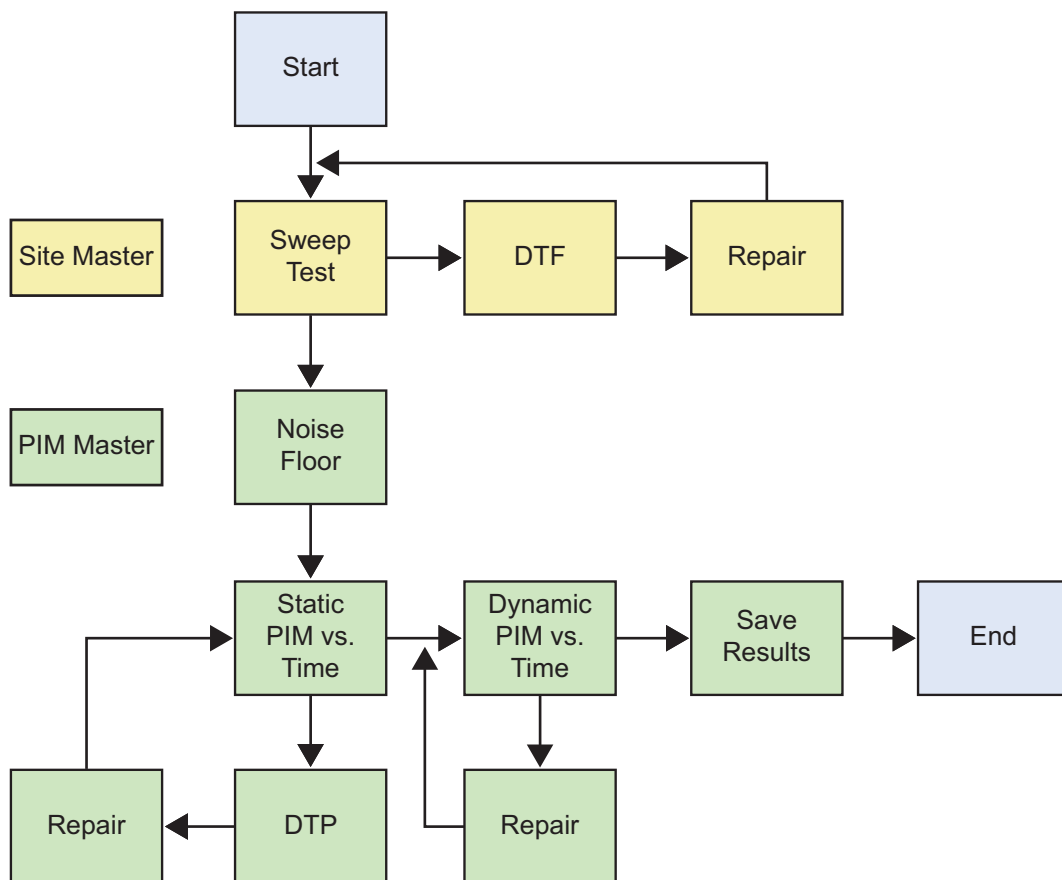 Start
Site Master
Sweep
Test
DTF
Repair
PIM Master
Noise
Floor
Static
PIM vs.
Time
Dynamic
PIM vs.
Time
Save
Results
End
Repair
DTP
Repair